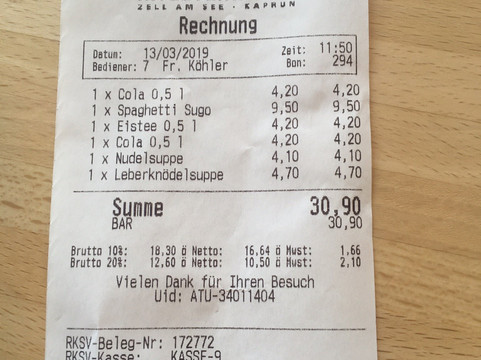 ZELL AM SEE · KAPRUN
Rechnung
Datum: 13/03/2019 Zeit: 11:50
Bediener: 7 Fr. Köhler Bon: 294
1 x Cola 0,5 l 4,20 4,20
1 x Spaghetti Sugo 9,50 9,50
1 x Eistee 0,5 l 4,20 4,20
1 x Cola 0,5 l 4,20 4,20
1 x Nudelsuppe 4,10 4,10
1 x Leberknödelsuppe 4,70 4,70
Summe 30,90
BAR 30,90
Brutto 10%: 18,30 ö Netto: 16,64 ö Mwst: 1,66
Brutto 20%: 12,60 ö Netto: 10,50 ö Mwst: 2,10
Vielen Dank für Ihren Besuch
Uid: ATU-34011404
RKSV-Beleg-Nr: 172772
RKSV-Kasse: KASSE-9